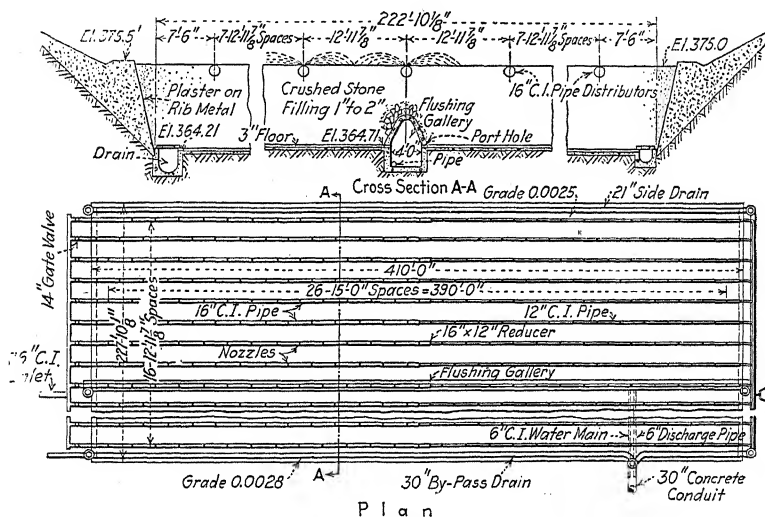 222'-10⅛"
El.375.5'
7'-6"
7-12'-11⅞" Spaces
12'-11⅞"
12'-11⅞"
7-12'-11⅞" Spaces
7'-6"
El.375.0
Plaster on
Rib Metal
El.364.21
Drain
Crushed Stone
Filling 1" to 2"
3" Floor
El.364.71
Flushing
Gallery
4'-0"
Port Hole
Pipe
16" C.I. Pipe Distributors
Cross Section A-A
A
Grade 0.0025
21" Side Drain
14" Gate Valve
410'-0"
26-15'-0" Spaces = 390'-0"
222'-10⅛"
16-12'-11⅞" Spaces
16" C.I. Pipe
12" C.I. Pipe
16" x 12" Reducer
Nozzles
Flushing Gallery
C.I.
6" C.I. Water Main
6" Discharge Pipe
A
Grade 0.0028
30" By-Pass Drain
30" Concrete
Conduit
Plan